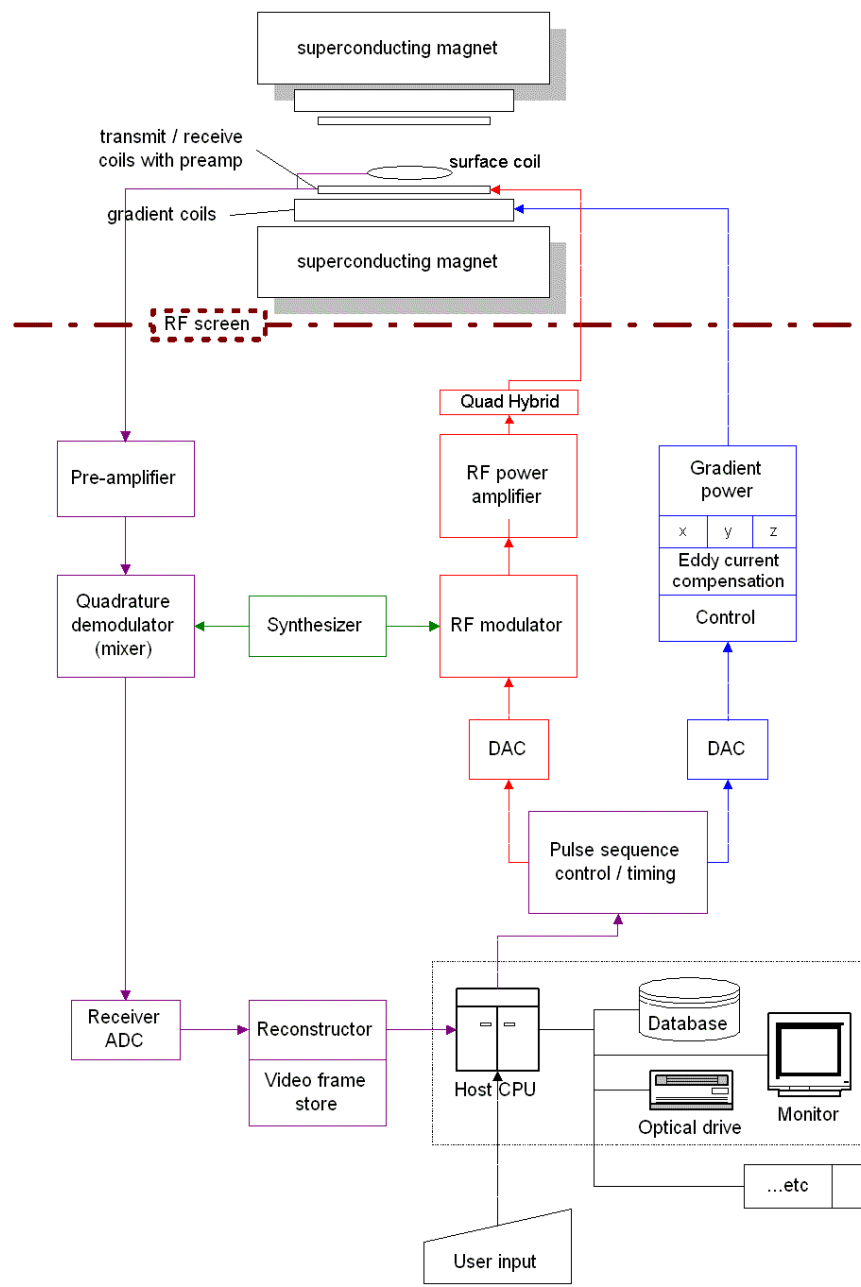 superconducting magnet
transmit / receive
coils with preamp
surface coil
gradient coils
superconducting magnet
RF screen
Quad Hybrid
Pre-amplifier
RF power
amplifier
Gradient
power
x y z
Eddy current
compensation
Control
Quadrature
demodulator
(mixer)
Synthesizer
RF modulator
DAC
DAC
Pulse sequence
control / timing
Receiver
ADC
Reconstructor
Video frame
store
Host CPU
Database
Optical drive
Monitor
...etc
User input